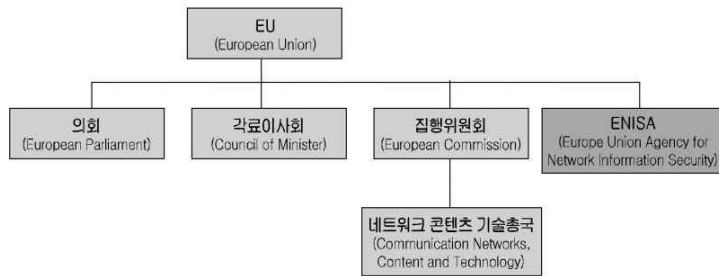 EU
(European Union)
의회
(European Parliament)
각료이사회
(Council of Minister)
집행위원회
(European Commission)
ENISA
(Europe Union Agency for
Network Information Security)
네트워크 콘텐츠 기술총국
(Communication Networks,
Content and Technology)